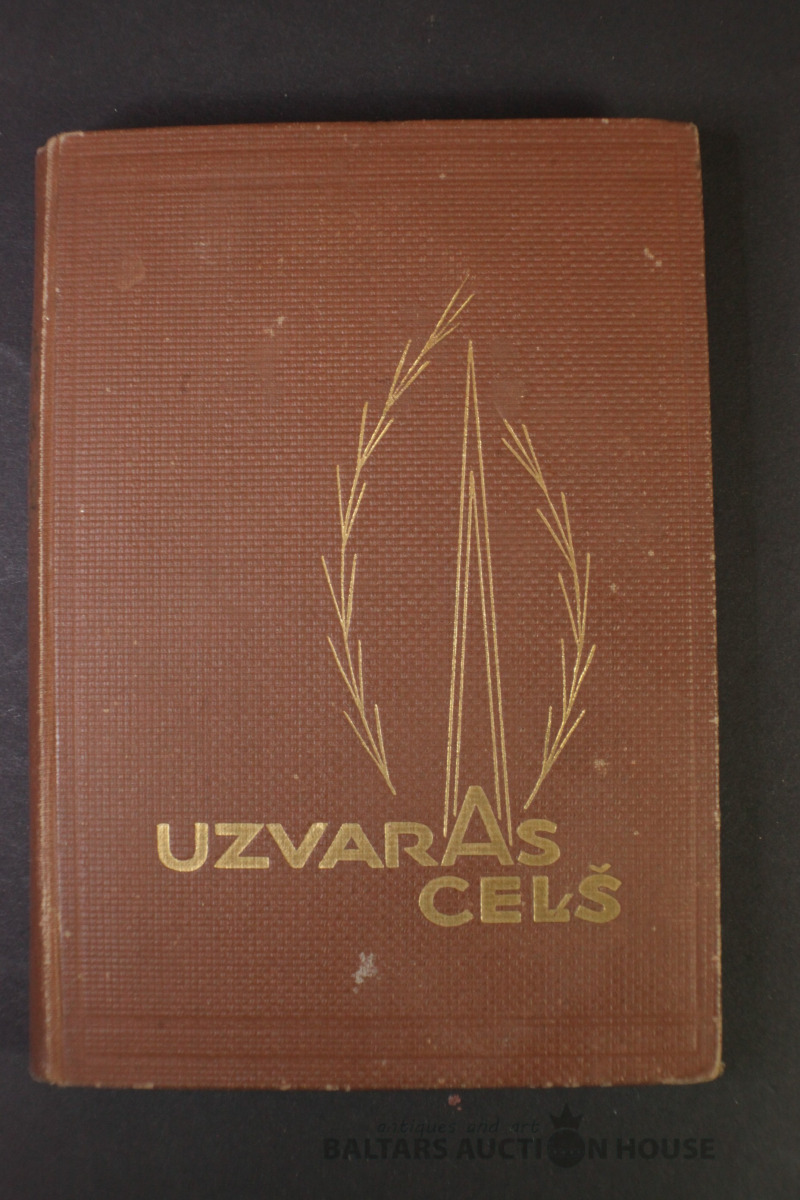 UZVARAS
CEĻŠ
antiques and art
BALTARS AUCTION HOUSE